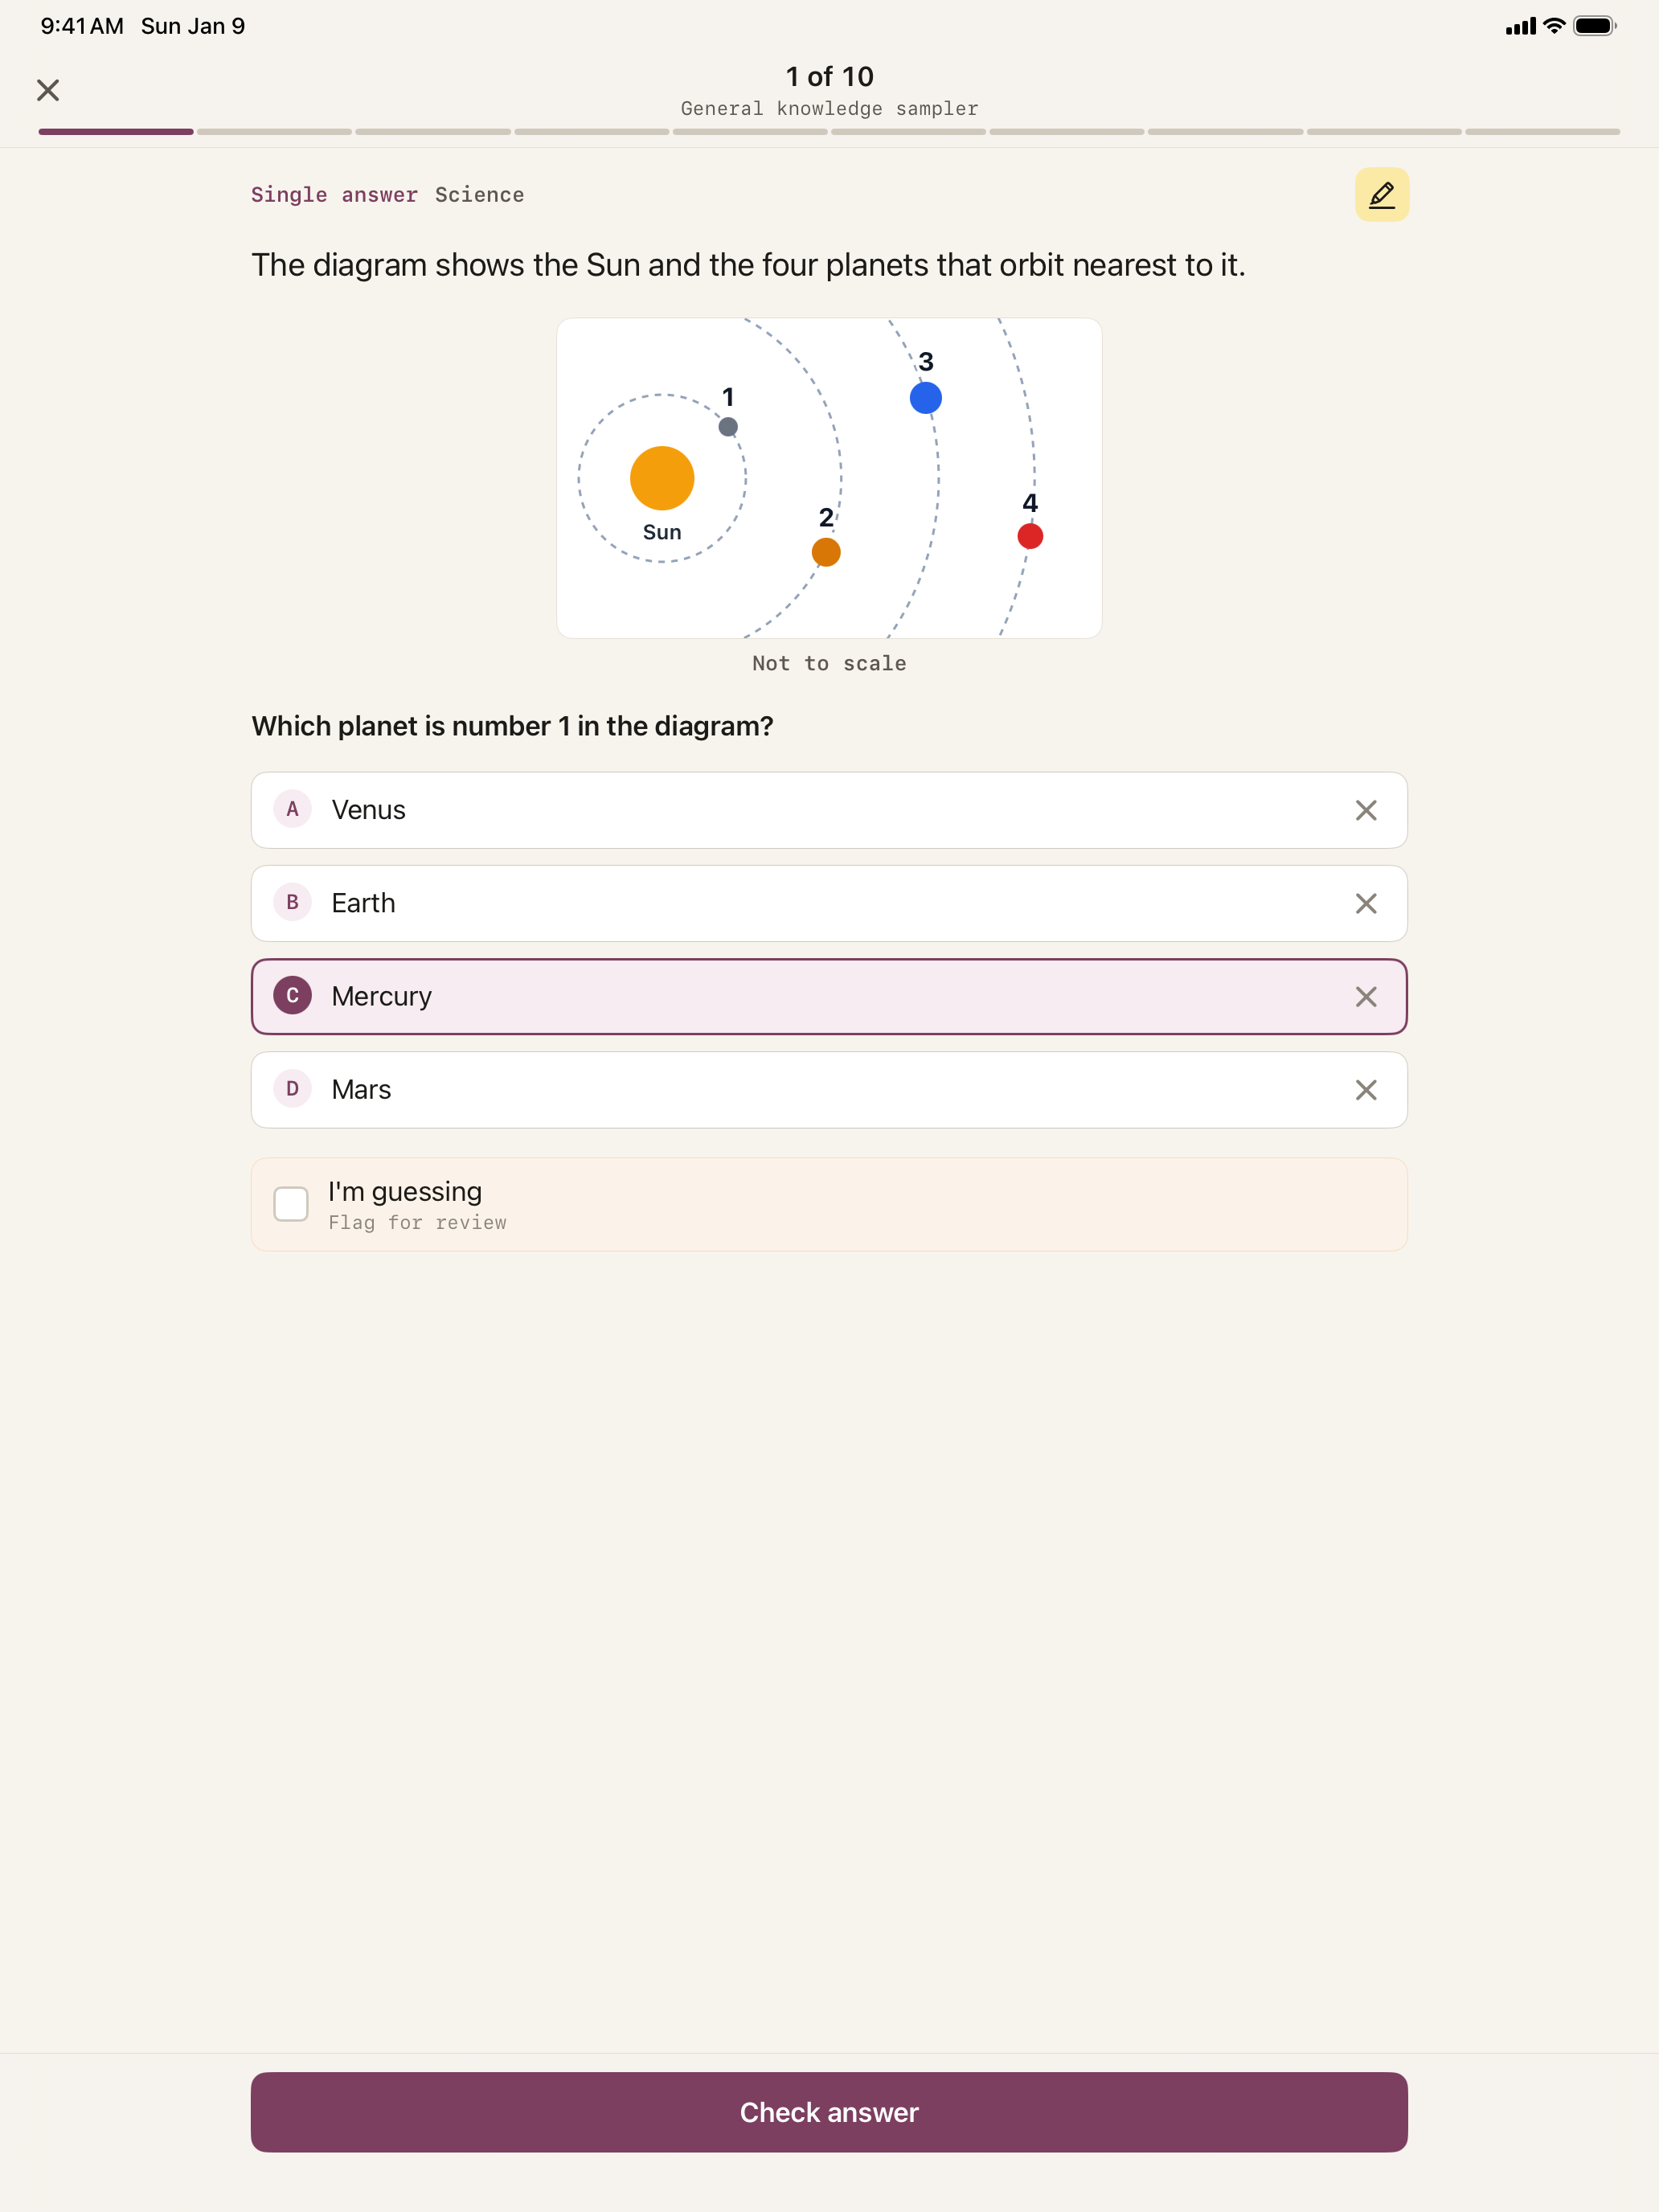 9:41 AM Sun Jan 9
1 of 10
General knowledge sampler
Single answer Science
The diagram shows the Sun and the four planets that orbit nearest to it.
3
1
4
2
Sun
Not to scale
Which planet is number 1 in the diagram?
A Venus
B Earth
C Mercury
D Mars
I'm guessing
Flag for review
Check answer